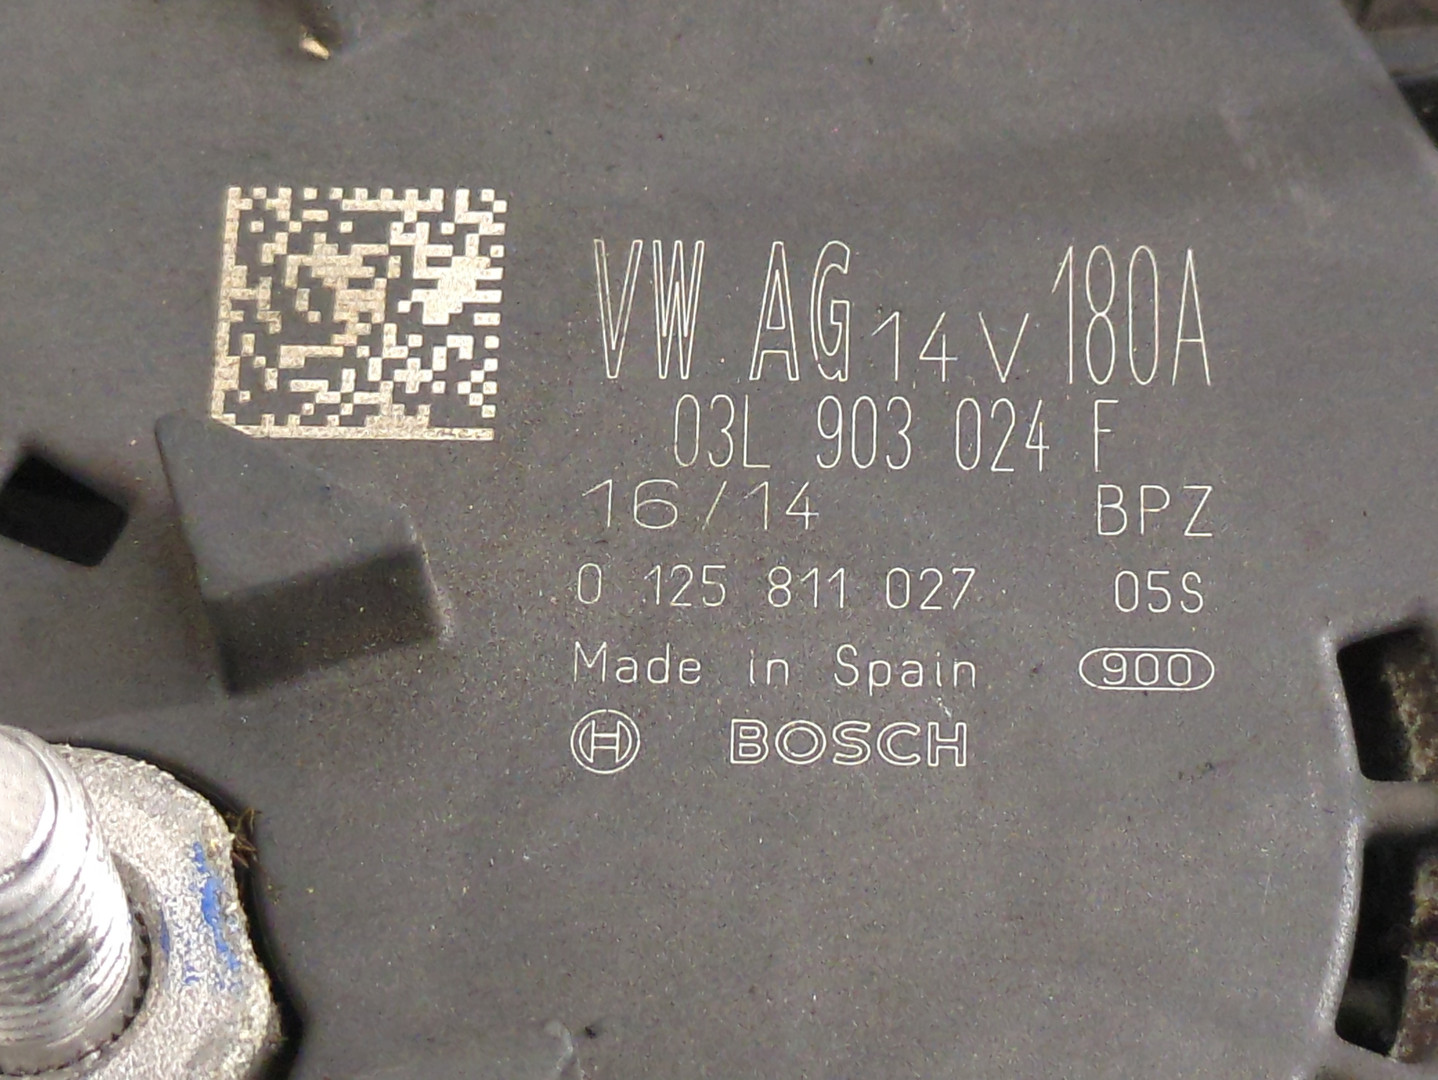 VW AG 14 V 180A
03L 903 024 F
16/14 BPZ
0 125 811 027 05S
Made in Spain 900
H BOSCH